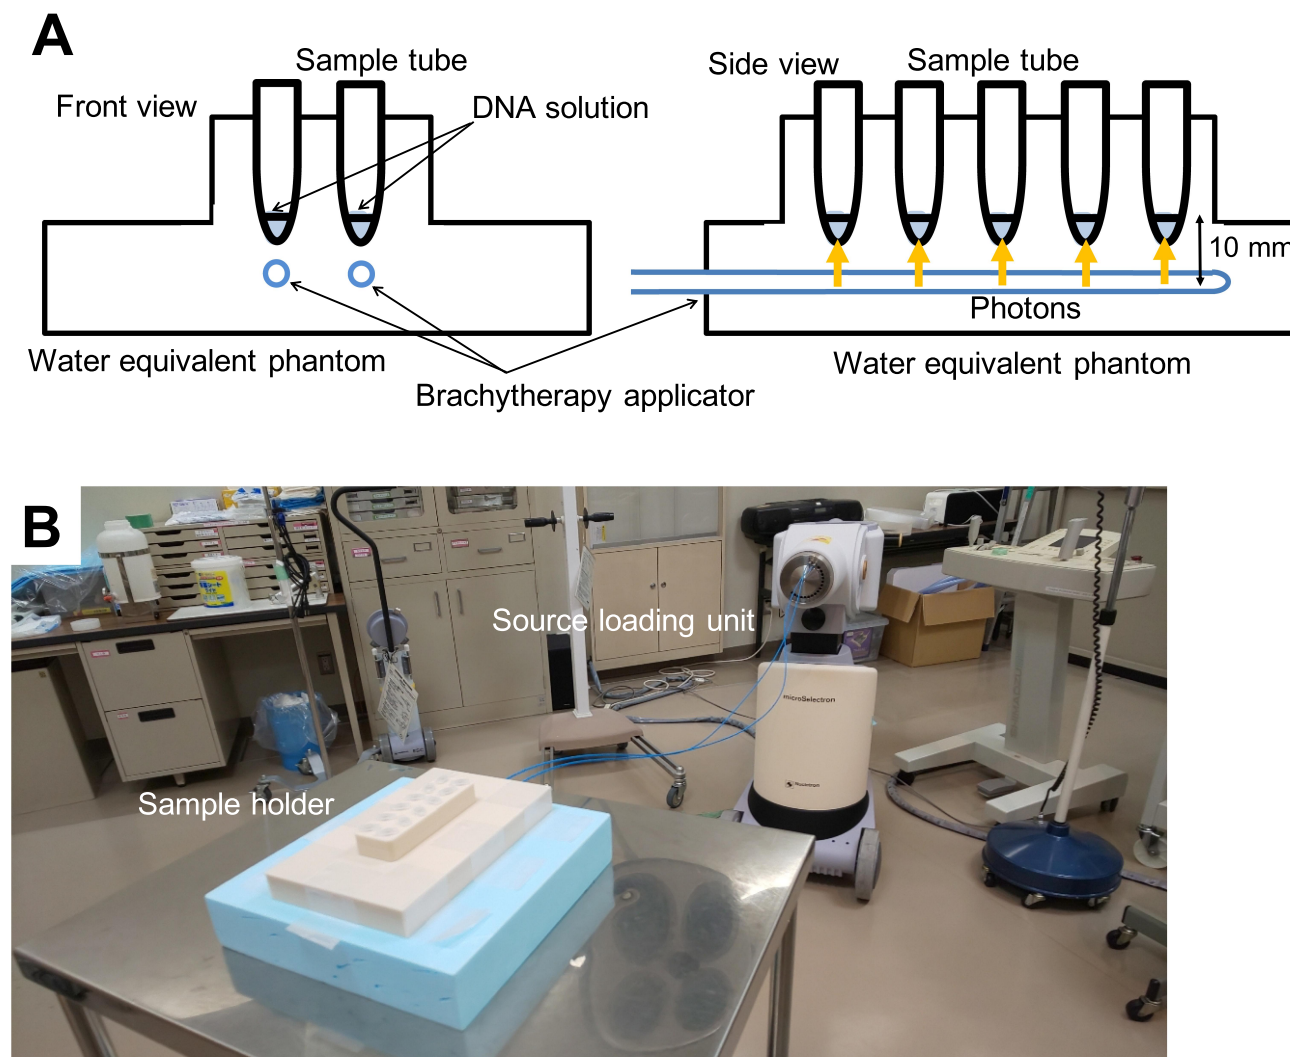 A
Sample tube
Front view
DNA solution
Side view
Sample tube
10 mm
Photons
Water equivalent phantom
Water equivalent phantom
Brachytherapy applicator
B
Source loading unit
microSelectron
Sample holder